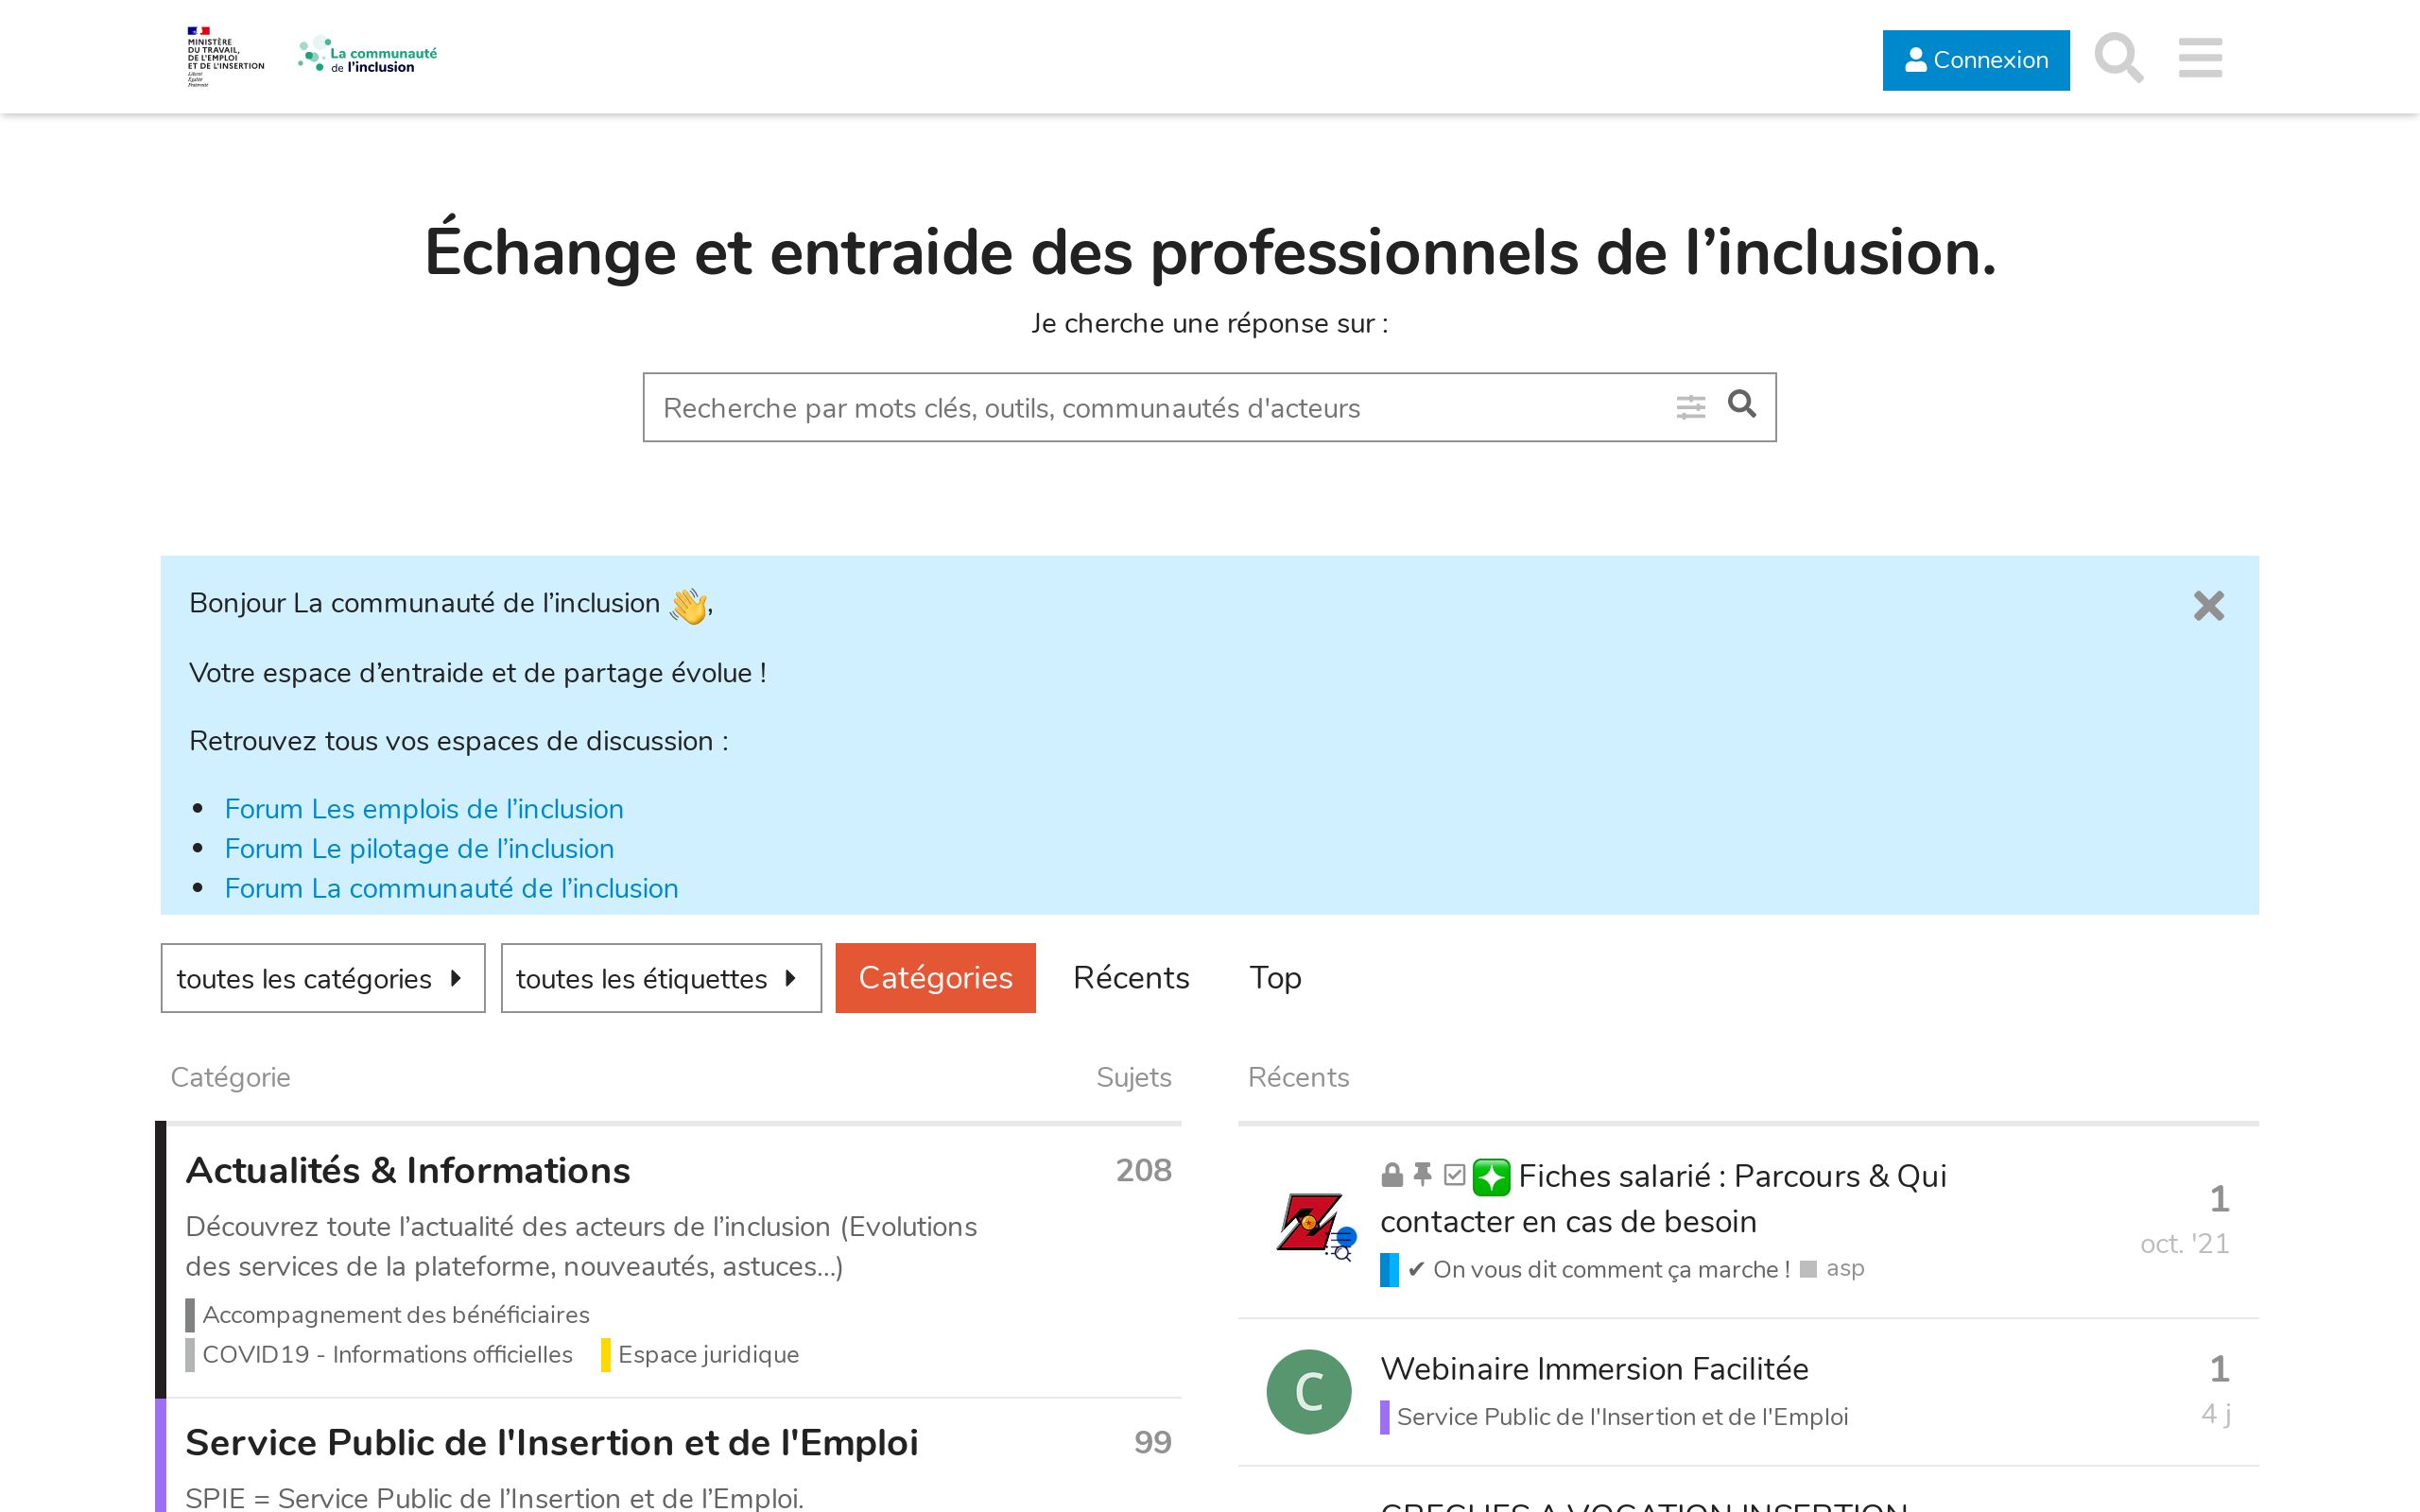 MINISTÈRE
DU TRAVAIL,
DE L'EMPLOI
ET DE L'INSERTION
Liberté
Égalité
Fraternité
La communauté
de l'inclusion
Connexion
Échange et entraide des professionnels de l’inclusion.
Je cherche une réponse sur :
Recherche par mots clés, outils, communautés d'acteurs
Bonjour La communauté de l’inclusion 👋,
Votre espace d’entraide et de partage évolue !
Retrouvez tous vos espaces de discussion :
• Forum Les emplois de l’inclusion
• Forum Le pilotage de l’inclusion
• Forum La communauté de l’inclusion
toutes les catégories
toutes les étiquettes
Catégories
Récents
Top
Catégorie
Sujets
Actualités & Informations
208
Découvrez toute l’actualité des acteurs de l’inclusion (Evolutions
des services de la plateforme, nouveautés, astuces…)
Accompagnement des bénéficiaires
COVID19 - Informations officielles
Espace juridique
Service Public de l'Insertion et de l'Emploi
99
SPIE = Service Public de l’Insertion et de l’Emploi.
Récents
Fiches salarié : Parcours & Qui
contacter en cas de besoin
1
oct. '21
✔ On vous dit comment ça marche !
asp
C
Webinaire Immersion Facilitée
1
4 j
Service Public de l'Insertion et de l'Emploi
CRECHES A VOCATION INSERTION